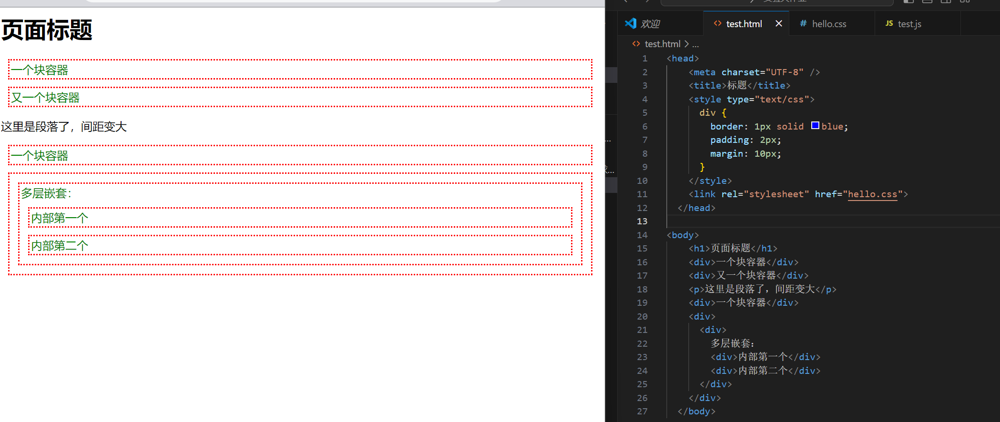 页面标题
一个块容器
又一个块容器
这里是段落了，间距变大
一个块容器
多层嵌套：
内部第一个
内部第二个
欢迎
test.html
# hello.css
JS test.js
<> test.html > ...
1 <head>
2 <meta charset="UTF-8" />
3 <title>标题</title>
4 <style type="text/css">
5 div {
6 border: 1px solid blue;
7 padding: 2px;
8 margin: 10px;
9 }
10 </style>
11 <link rel="stylesheet" href="hello.css">
12 </head>
13
14 <body>
15 <h1>页面标题</h1>
16 <div>一个块容器</div>
17 <div>又一个块容器</div>
18 <p>这里是段落了，间距变大</p>
19 <div>一个块容器</div>
20 <div>
21 <div>
22 多层嵌套：
23 <div>内部第一个</div>
24 <div>内部第二个</div>
25 </div>
26 </div>
27 </body>